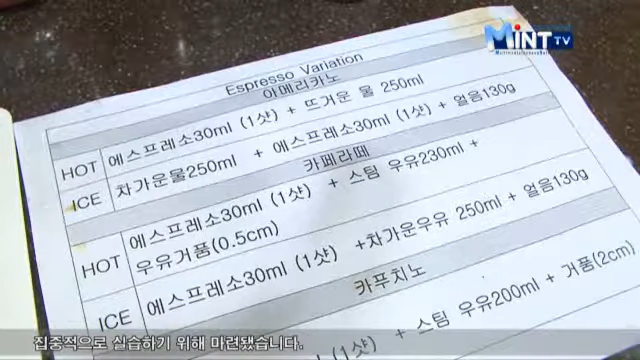 MINT TV
Espresso Variation
아메리카노
HOT 에스프레소30ml (1샷) + 뜨거운 물 250ml
ICE 차가운물250ml + 에스프레소30ml (1샷) + 얼음130g
카페라떼
HOT 에스프레소30ml (1샷) + 스팀 우유230ml +
우유거품(0.5cm)
ICE 에스프레소30ml (1샷) +차가운우유 250ml + 얼음130g
카푸치노
(1샷) + 스팀 우유200ml + 거품(2cm)
집중적으로 실습하기 위해 마련됐습니다.